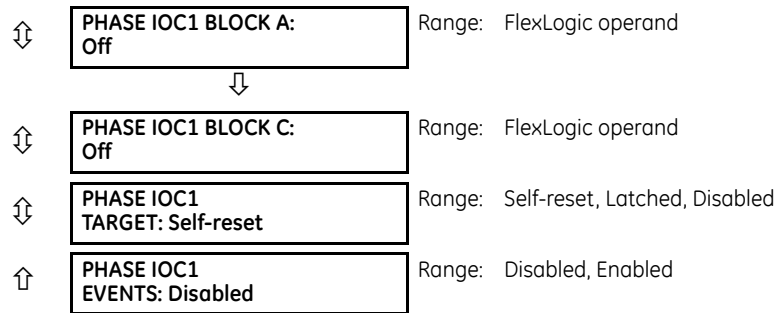 PHASE IOC1 BLOCK A:
Off
Range: FlexLogic operand
PHASE IOC1 BLOCK C:
Off
Range: FlexLogic operand
PHASE IOC1
TARGET: Self-reset
Range: Self-reset, Latched, Disabled
PHASE IOC1
EVENTS: Disabled
Range: Disabled, Enabled